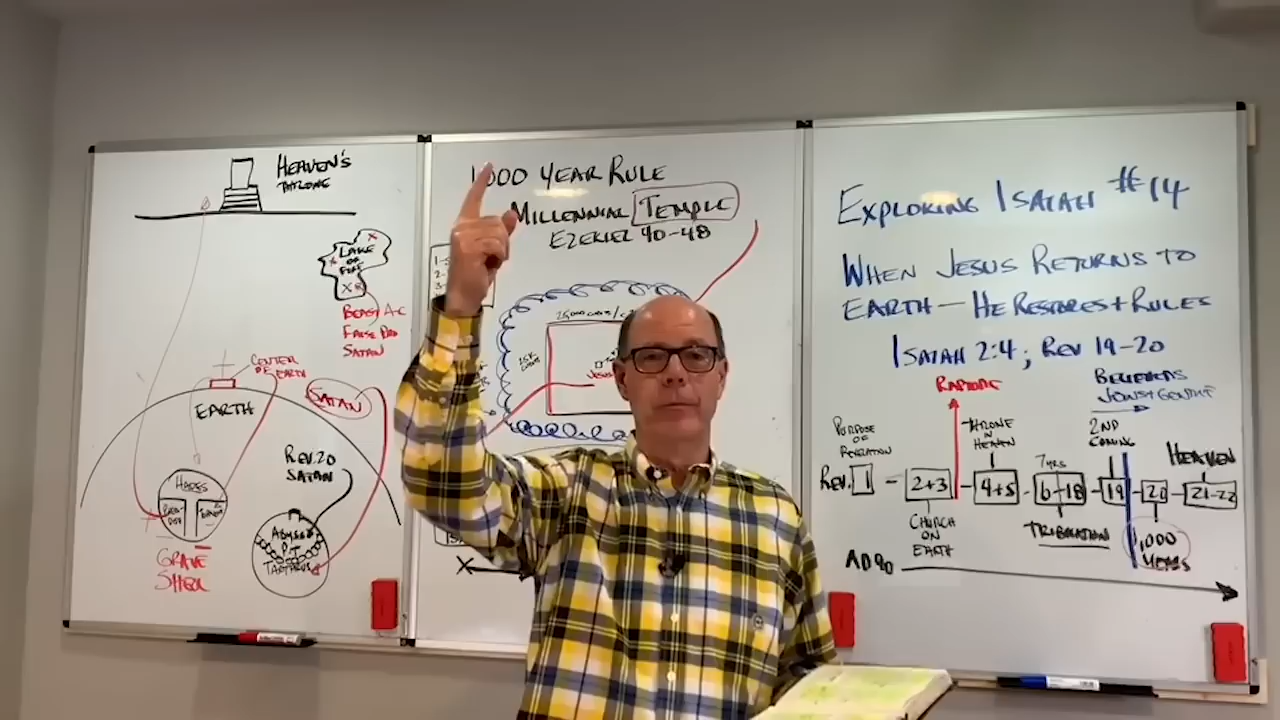 HEAVEN'S
THRONE
LAKE
OF
FIRE
BEAST A-C
FALSE
SATAN
CENTER
OF EARTH
EARTH
SATAN
REV. 20
SATAN
HADES
ABYSS
PIT
TARTARUS
GRAVE
SHEOL
1000 YEAR RULE
MILLENNIAL TEMPLE
EZEKIEL 40-48
JESUS
EXPLORING ISAIAH #14
WHEN JESUS RETURNS TO
EARTH - HE RESTORES + RULES
ISAIAH 2:4; REV 19-20
RAPTURE
BELIEVERS
JEWS + GENTILE
PURPOSE
OF
REVELATION
THRONE
IN
HEAVEN
2ND
COMING
HEAVEN
7 YRS
REV. 1 - 2+3 - 4+5 - 6-18 - 19 - 20 - 21-22
CHURCH
ON
EARTH
TRIBULATION
1,000
YEARS
AD 90